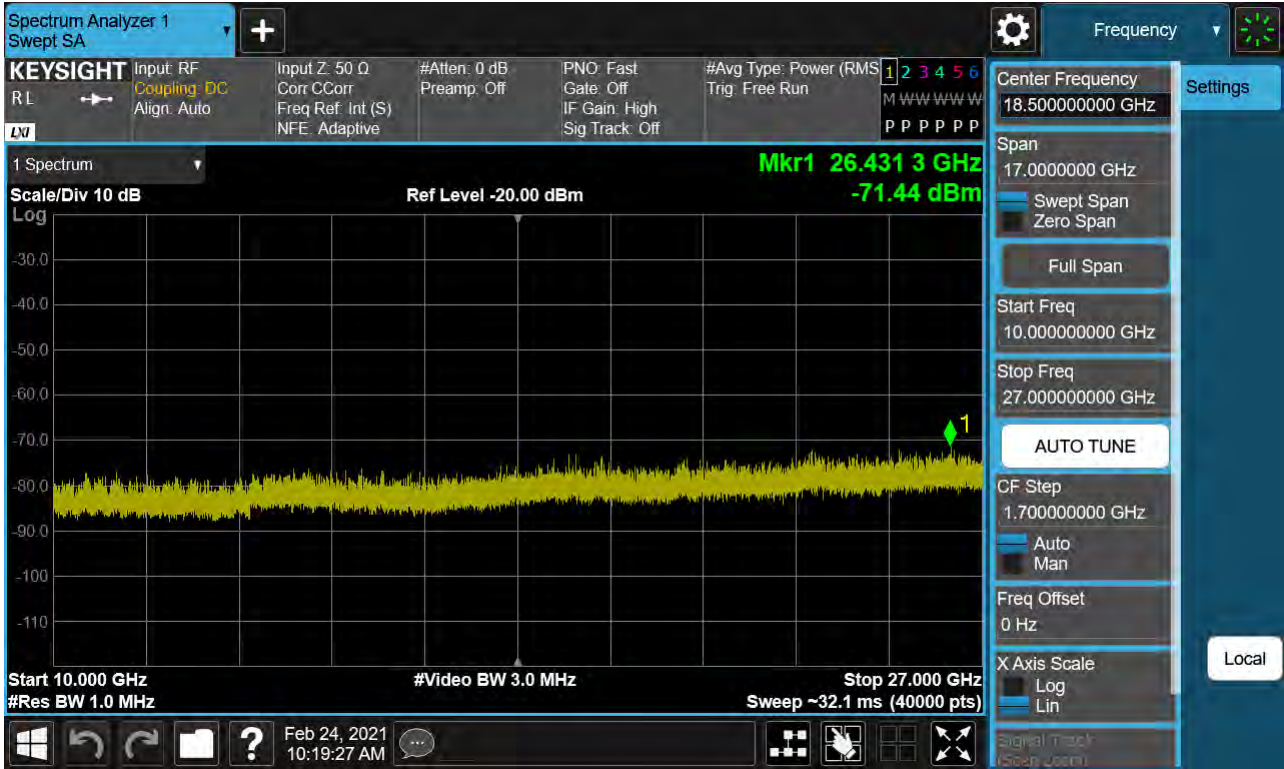 Spectrum Analyzer 1
Swept SA
+
Frequency
KEYSIGHT
RL
LXI
Input: RF
Coupling: DC
Align: Auto
Input Z: 50 Ω
Corr CCorr
Freq Ref: Int (S)
NFE: Adaptive
#Atten: 0 dB
Preamp: Off
PNO: Fast
Gate: Off
IF Gain: High
Sig Track: Off
#Avg Type: Power (RMS
Trig: Free Run
1 2 3 4 5 6
M W W W W W
P P P P P P
1 Spectrum
Mkr1 26.431 3 GHz
Scale/Div 10 dB
Ref Level -20.00 dBm
-71.44 dBm
Log
-30.0
-40.0
-50.0
-60.0
-70.0
-80.0
-90.0
-100
-110
1
Start 10.000 GHz
#Video BW 3.0 MHz
Stop 27.000 GHz
#Res BW 1.0 MHz
Sweep ~32.1 ms (40000 pts)
Center Frequency
18.500000000 GHz
Span
17.0000000 GHz
Swept Span
Zero Span
Full Span
Start Freq
10.000000000 GHz
Stop Freq
27.000000000 GHz
AUTO TUNE
CF Step
1.700000000 GHz
Auto
Man
Freq Offset
0 Hz
X Axis Scale
Log
Lin
Signal Track
(Span Zoom)
Settings
Local
?
Feb 24, 2021
10:19:27 AM